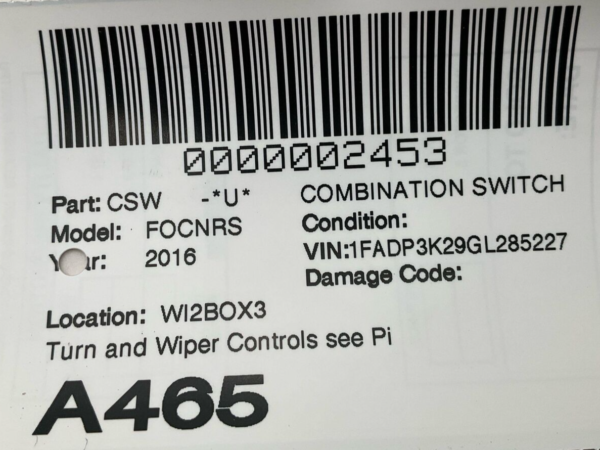 0000002453
Part: CSW -*U* COMBINATION SWITCH
Model: FOCNRS Condition:
VIN:1FADP3K29GL285227
Y ar: 2016
Damage Code:
Location: WI2BOX3
Turn and Wiper Controls see Pi
A465